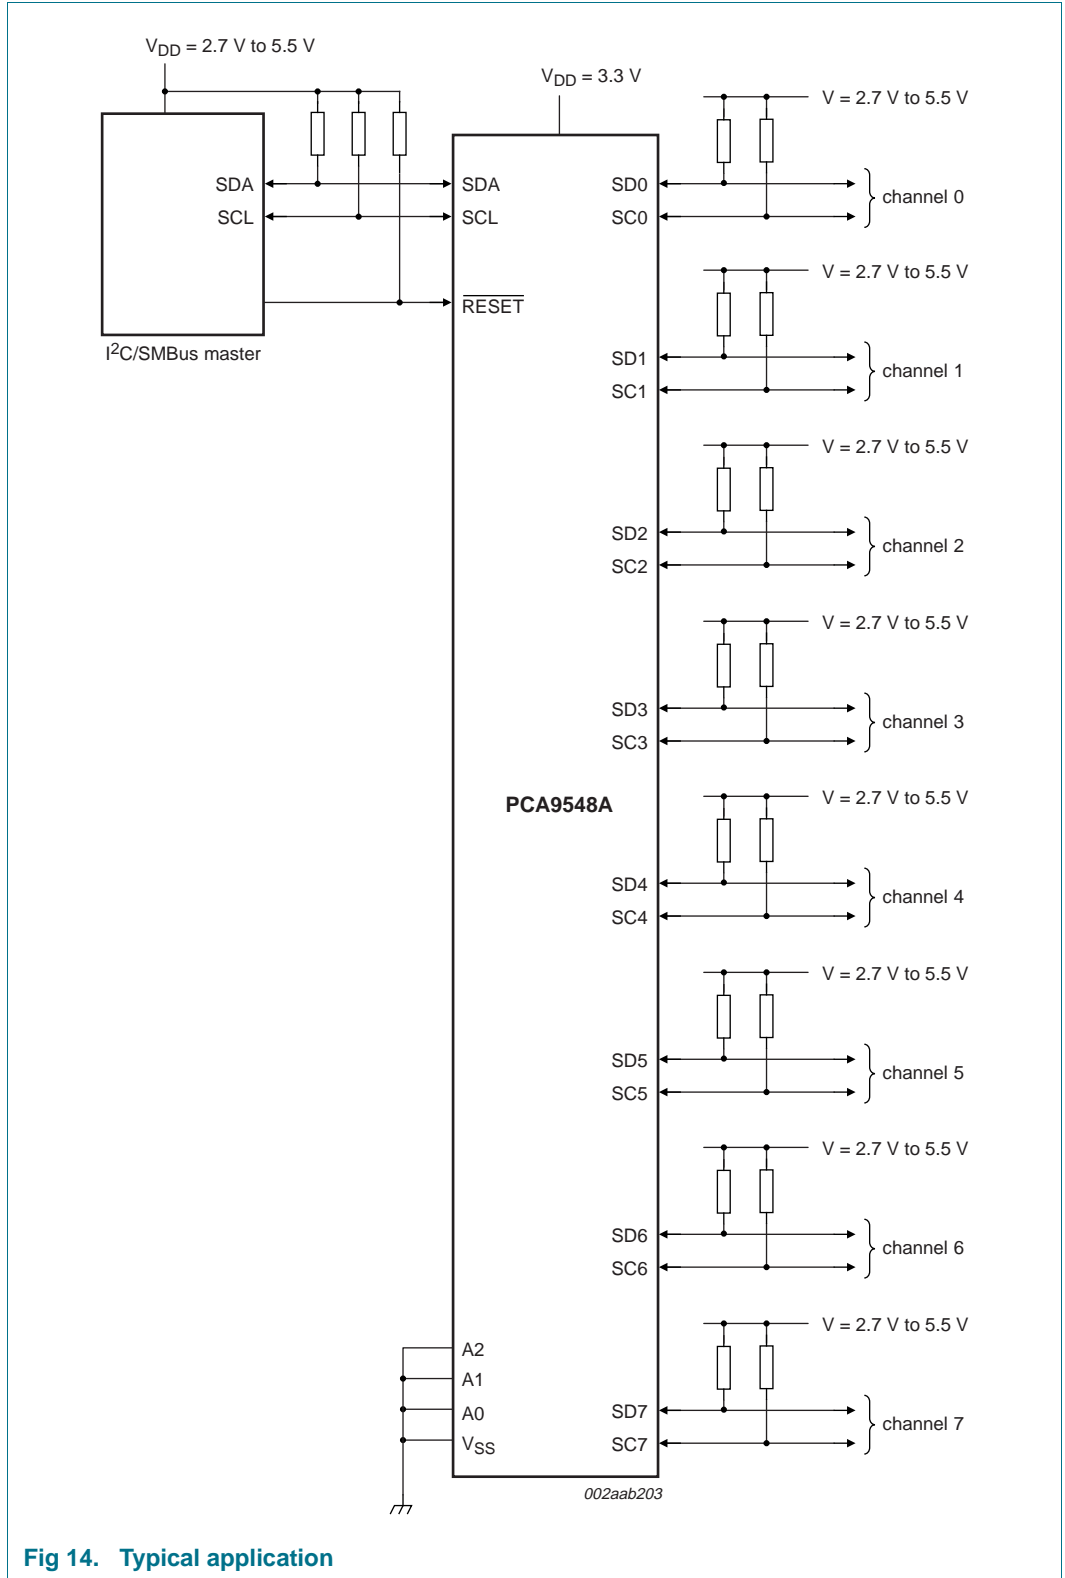 V_DD = 2.7 V to 5.5 V
V_DD = 3.3 V
V = 2.7 V to 5.5 V
SDA
SCL
SDA
SCL
RESET
I²C/SMBus master
SD0
SC0
channel 0
V = 2.7 V to 5.5 V
SD1
SC1
channel 1
V = 2.7 V to 5.5 V
SD2
SC2
channel 2
V = 2.7 V to 5.5 V
SD3
SC3
channel 3
PCA9548A
V = 2.7 V to 5.5 V
SD4
SC4
channel 4
V = 2.7 V to 5.5 V
SD5
SC5
channel 5
V = 2.7 V to 5.5 V
SD6
SC6
channel 6
V = 2.7 V to 5.5 V
SD7
SC7
channel 7
A2
A1
A0
V_SS
002aab203
Fig 14. Typical application